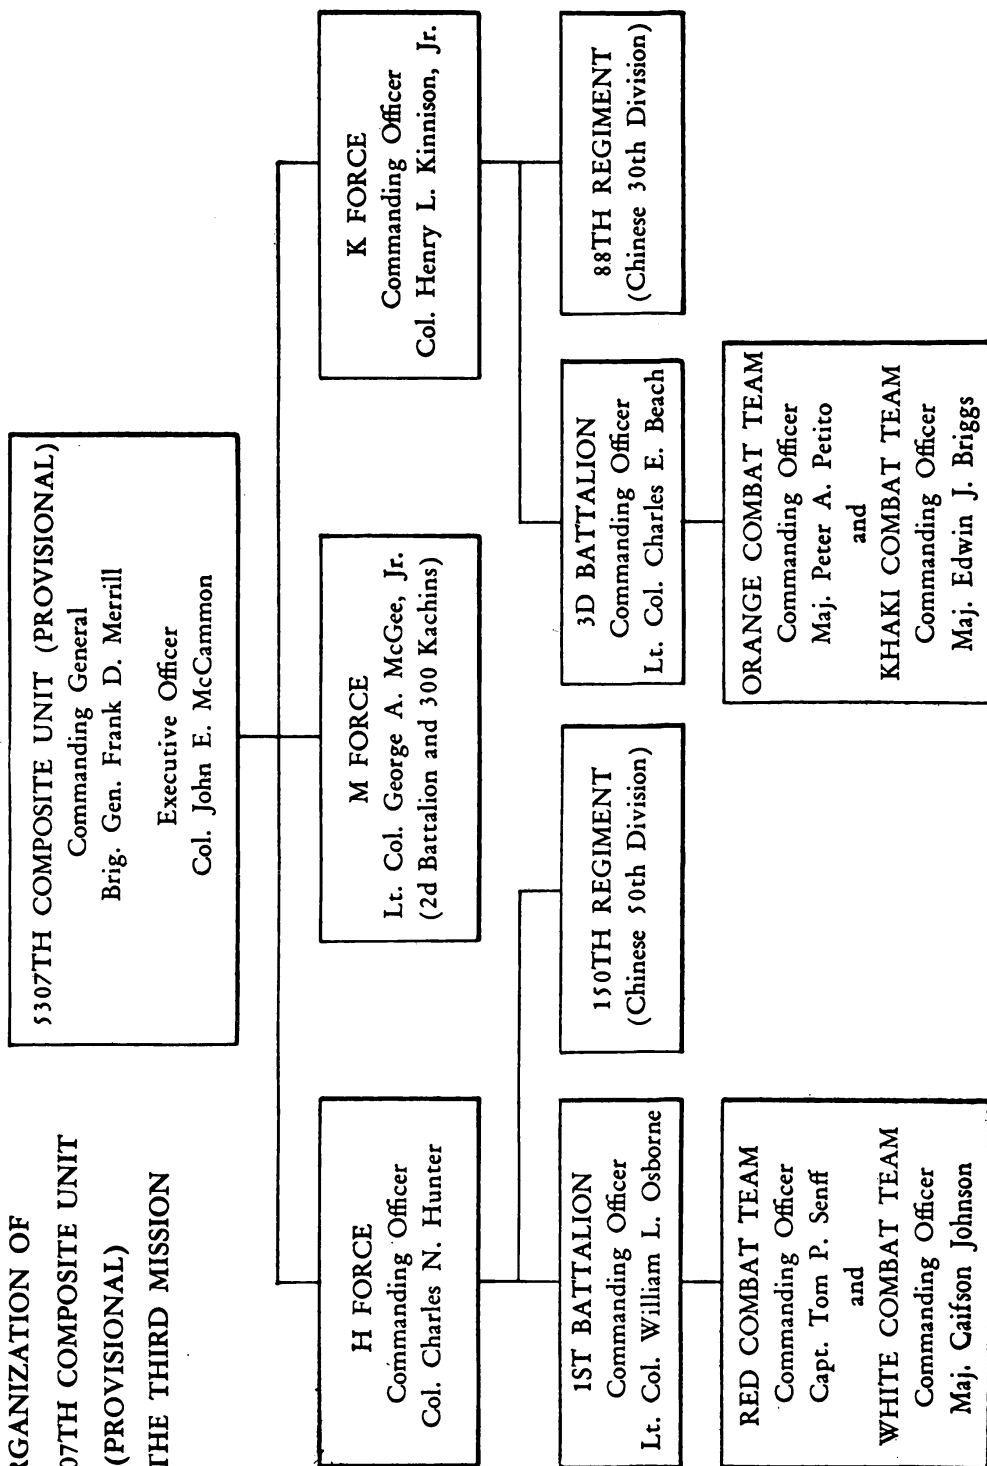 RGANIZATION OF
07TH COMPOSITE UNIT
(PROVISIONAL)
THE THIRD MISSION
5307TH COMPOSITE UNIT (PROVISIONAL)
Commanding General
Brig. Gen. Frank D. Merrill
Executive Officer
Col. John E. McCammon
H FORCE
Commanding Officer
Col. Charles N. Hunter
M FORCE
Lt. Col. George A. McGee, Jr.
(2d Battalion and 300 Kachins)
K FORCE
Commanding Officer
Col. Henry L. Kinnison, Jr.
1ST BATTALION
Commanding Officer
Lt. Col. William L. Osborne
150TH REGIMENT
(Chinese 50th Division)
3D BATTALION
Commanding Officer
Lt. Col. Charles E. Beach
88TH REGIMENT
(Chinese 30th Division)
RED COMBAT TEAM
Commanding Officer
Capt. Tom P. Senff
and
WHITE COMBAT TEAM
Commanding Officer
Maj. Caifson Johnson
ORANGE COMBAT TEAM
Commanding Officer
Maj. Peter A. Petito
and
KHAKI COMBAT TEAM
Commanding Officer
Maj. Edwin J. Briggs